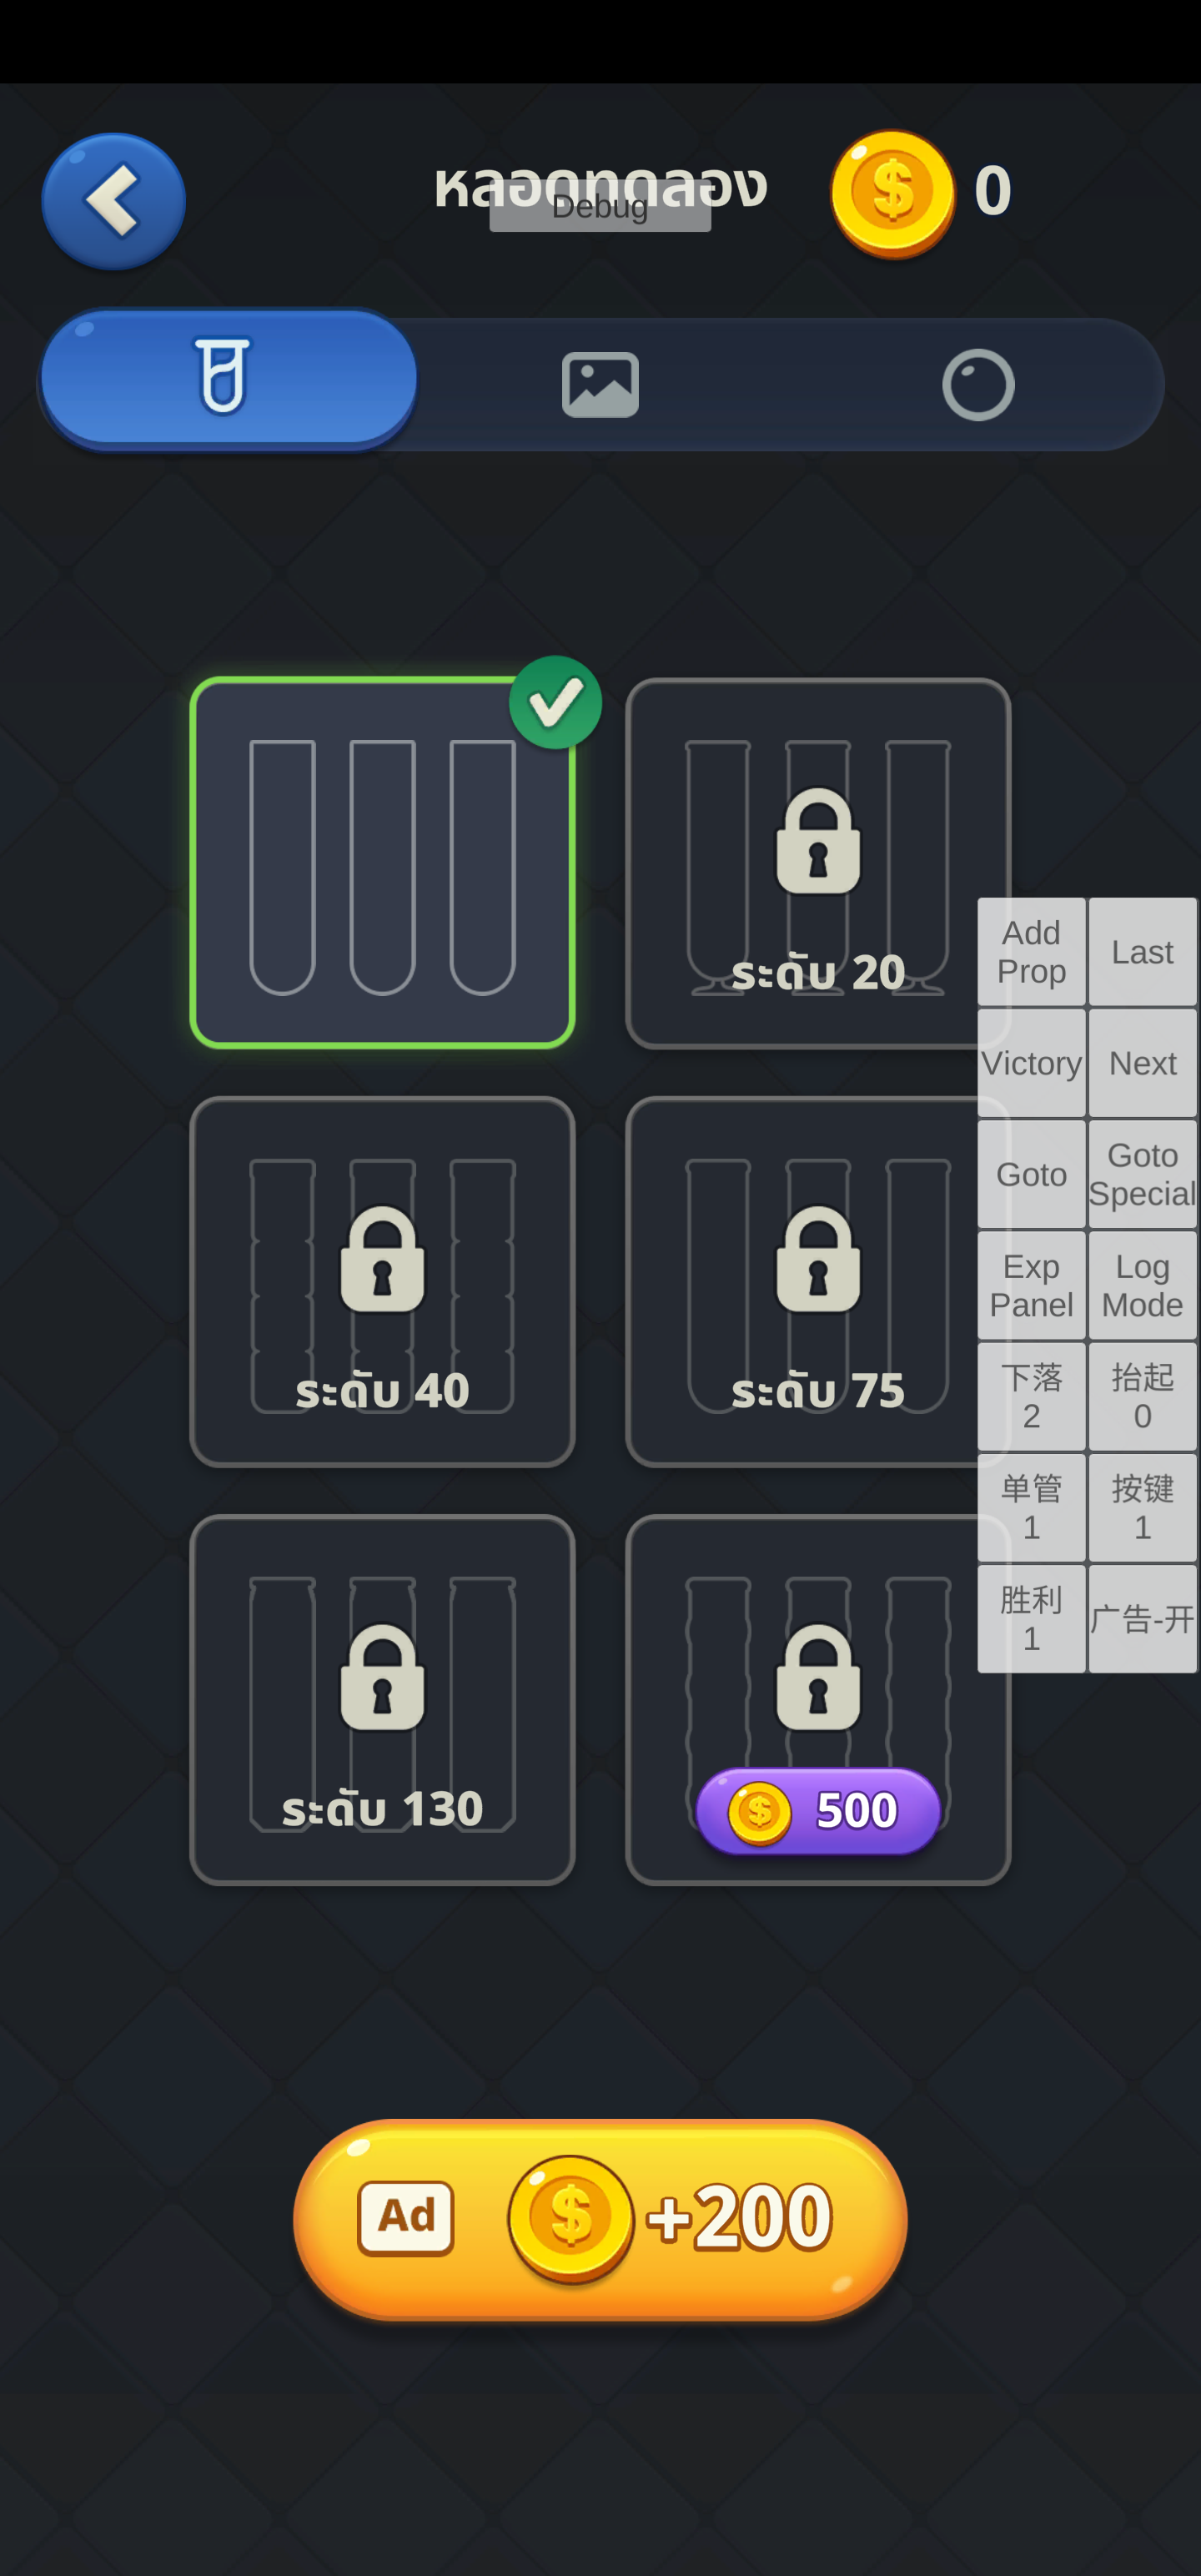 หลอดทดลอง
Debug
0
ระดับ 20
Add Prop
Last
Victory
Next
Goto
Goto Special
Exp Panel
Log Mode
ระดับ 40
ระดับ 75
下落 2
抬起 0
单管 1
按键 1
胜利 1
广告-开
ระดับ 130
500
Ad
+200